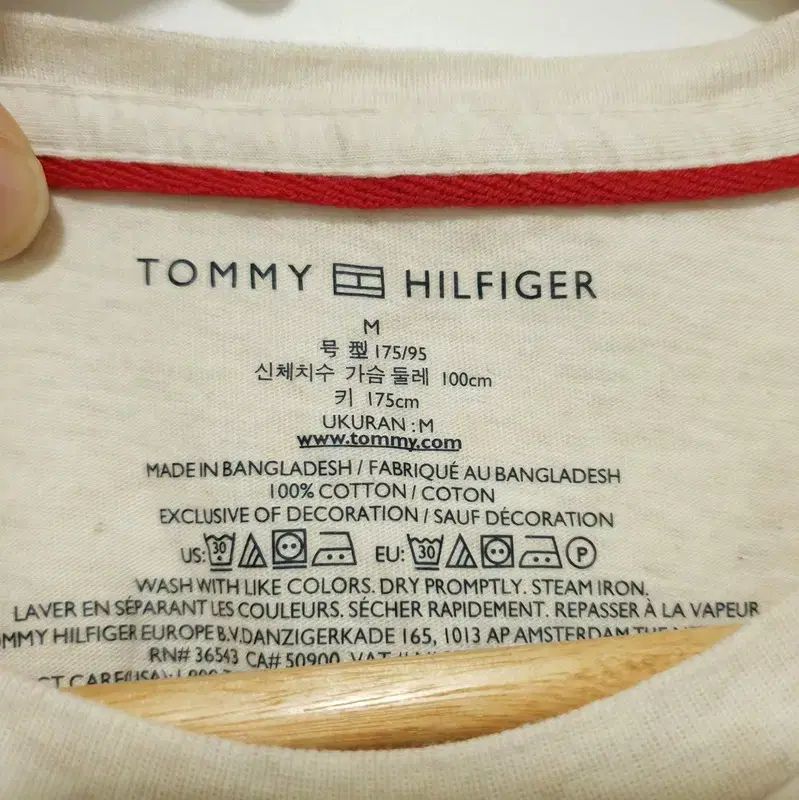 TOMMY HILFIGER
M
号 型 175/95
신체치수 가슴 둘레 100cm
키 175cm
UKURAN : M
www.tommy.com
MADE IN BANGLADESH / FABRIQUÉ AU BANGLADESH
100% COTTON / COTON
EXCLUSIVE OF DECORATION / SAUF DÉCORATION
US: 30 EU: 30 P
WASH WITH LIKE COLORS. DRY PROMPTLY. STEAM IRON.
LAVER EN SÉPARANT LES COULEURS. SÉCHER RAPIDEMENT. REPASSER À LA VAPEUR
HILFIGER EUROPE B.V. DANZIGERKADE 165, 1013 AP AMSTERDAM
RN# 36543 CA# 50900